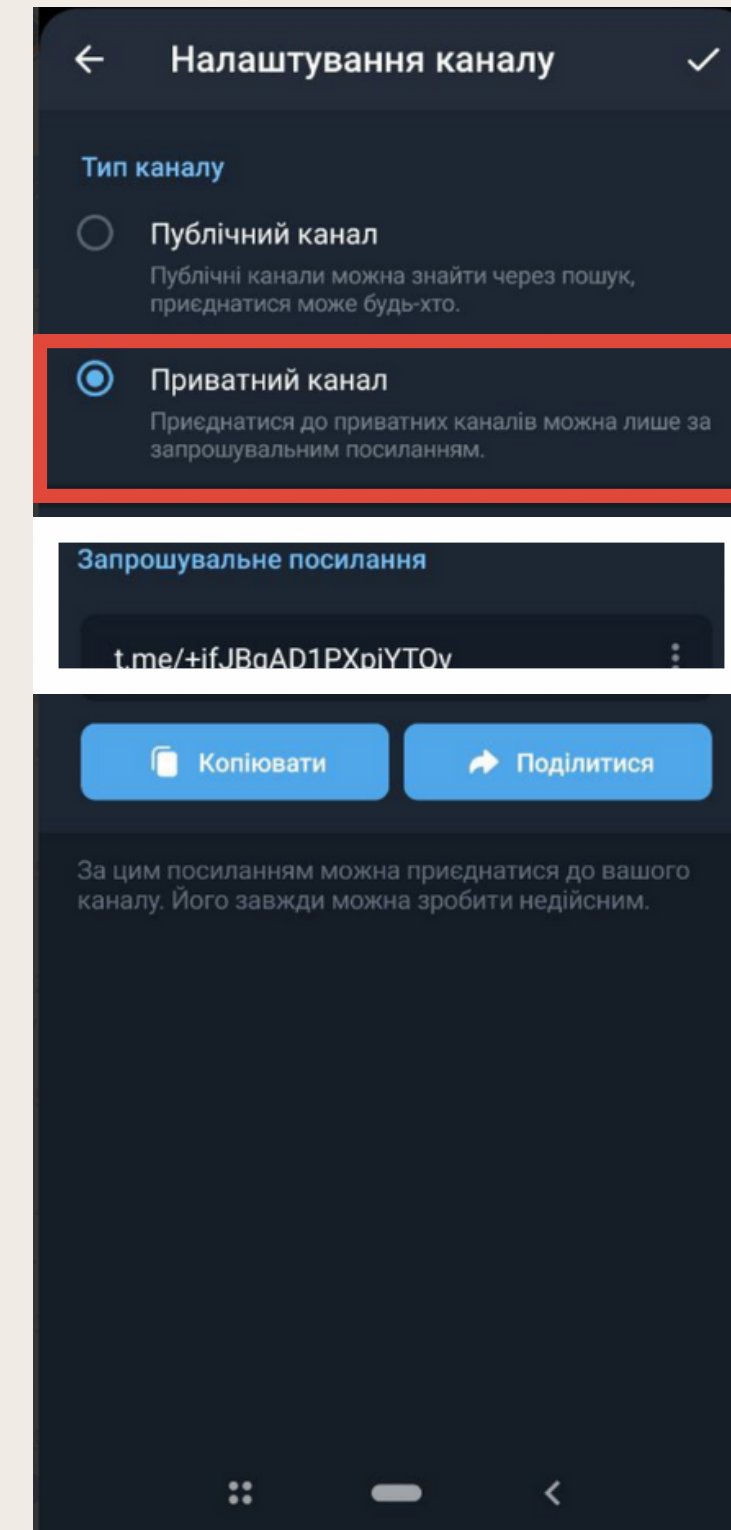 Налаштування каналу
Тип каналу
Публічний канал
Публічні канали можна знайти через пошук,
приєднатися може будь-хто.
Приватний канал
Приєднатися до приватних каналів можна лише за
запрошувальним посиланням.
Запрошувальне посилання
Копіювати
Поділитися
За цим посиланням можна приєднатися до вашого
каналу. Його завжди можна зробити недійсним.